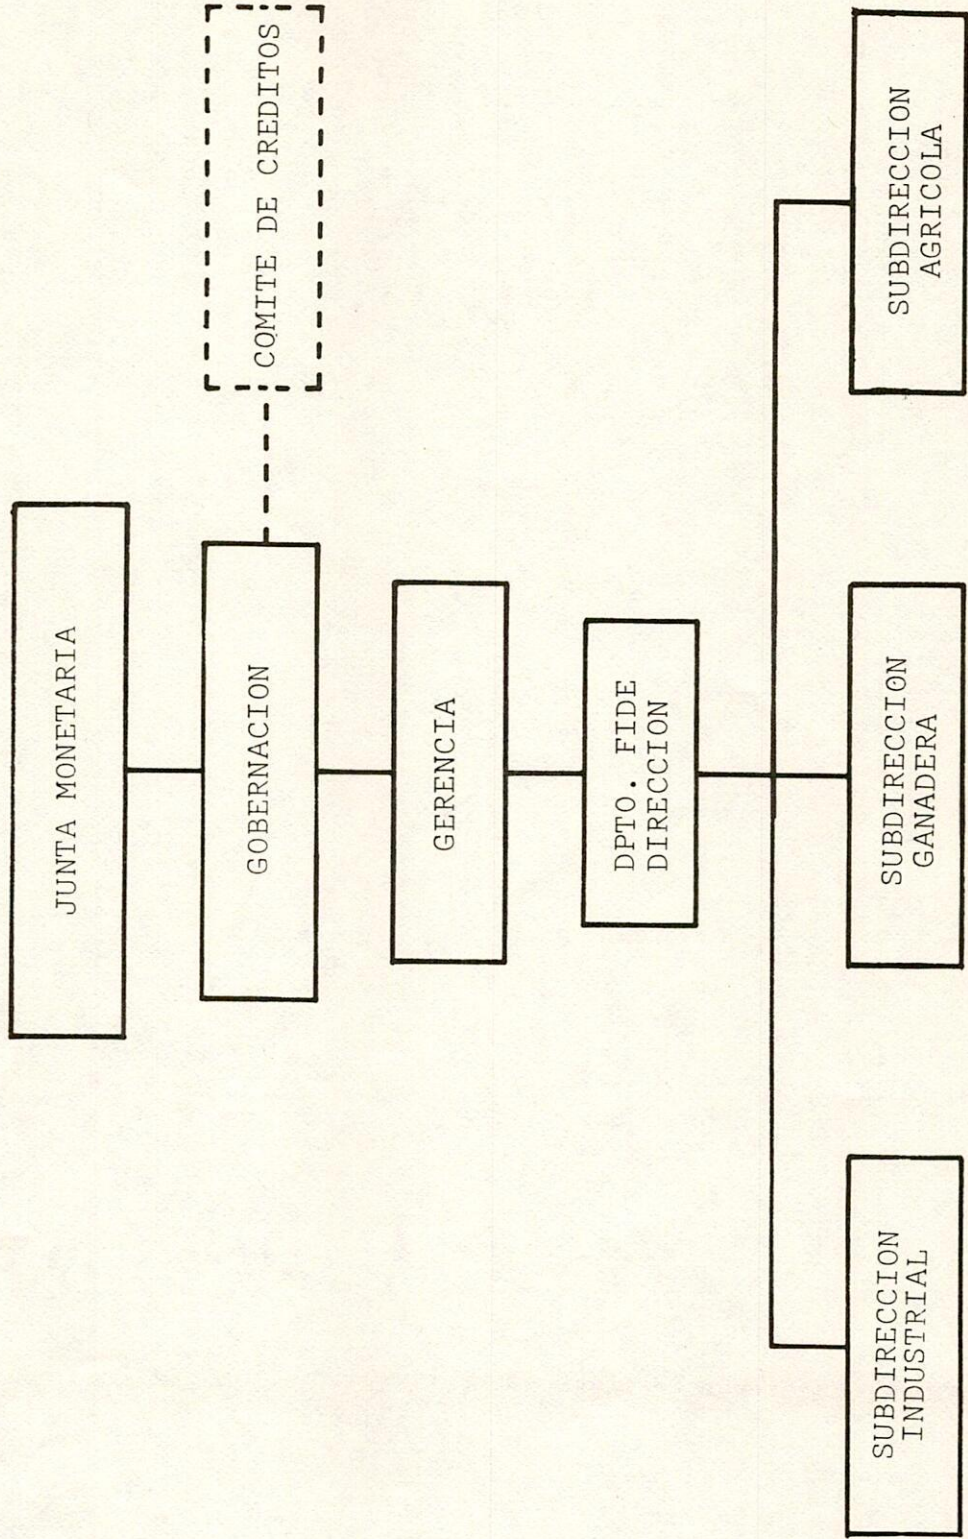 JUNTA MONETARIA
GOBERNACION
COMITE DE CREDITOS
GERENCIA
DPTO. FIDE
DIRECCION
SUBDIRECCION
INDUSTRIAL
SUBDIRECCION
GANADERA
SUBDIRECCION
AGRICOLA